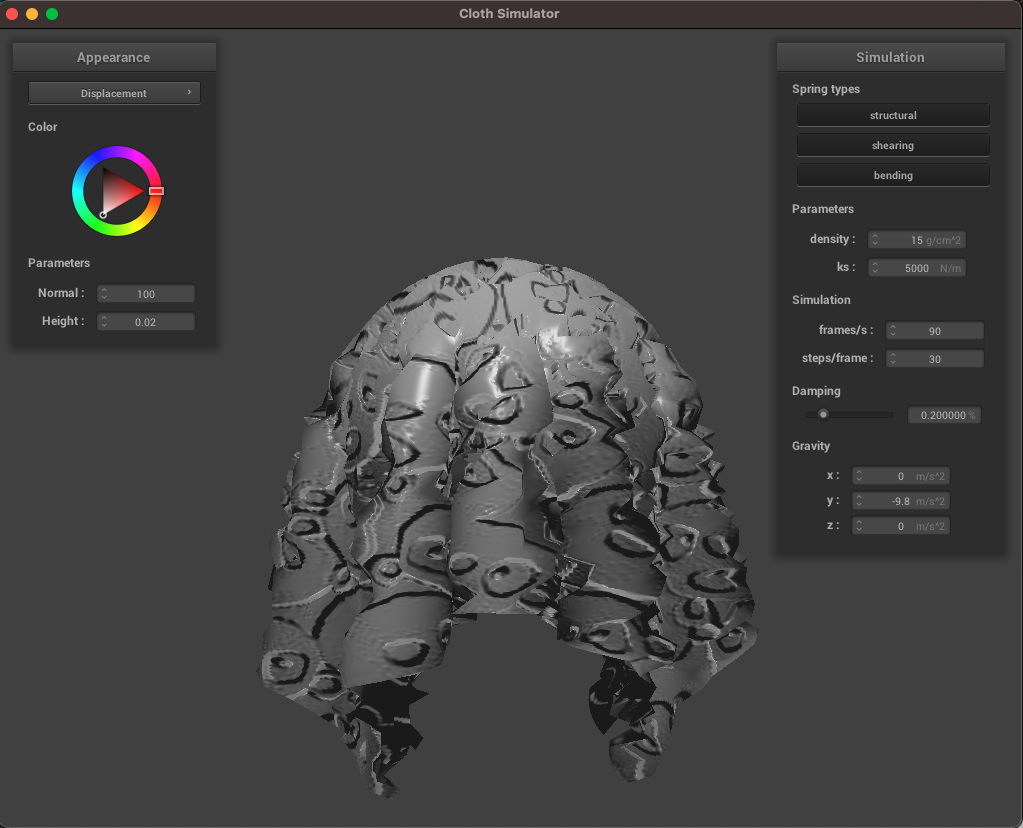 Cloth Simulator
Appearance
Displacement ›
Color
Parameters
Normal : 100
Height : 0.02
Simulation
Spring types
structural
shearing
bending
Parameters
density : 15 g/cm^2
ks : 5000 N/m
Simulation
frames/s : 90
steps/frame : 30
Damping
0.200000 %
Gravity
x : 0 m/s^2
y : -9.8 m/s^2
z : 0 m/s^2